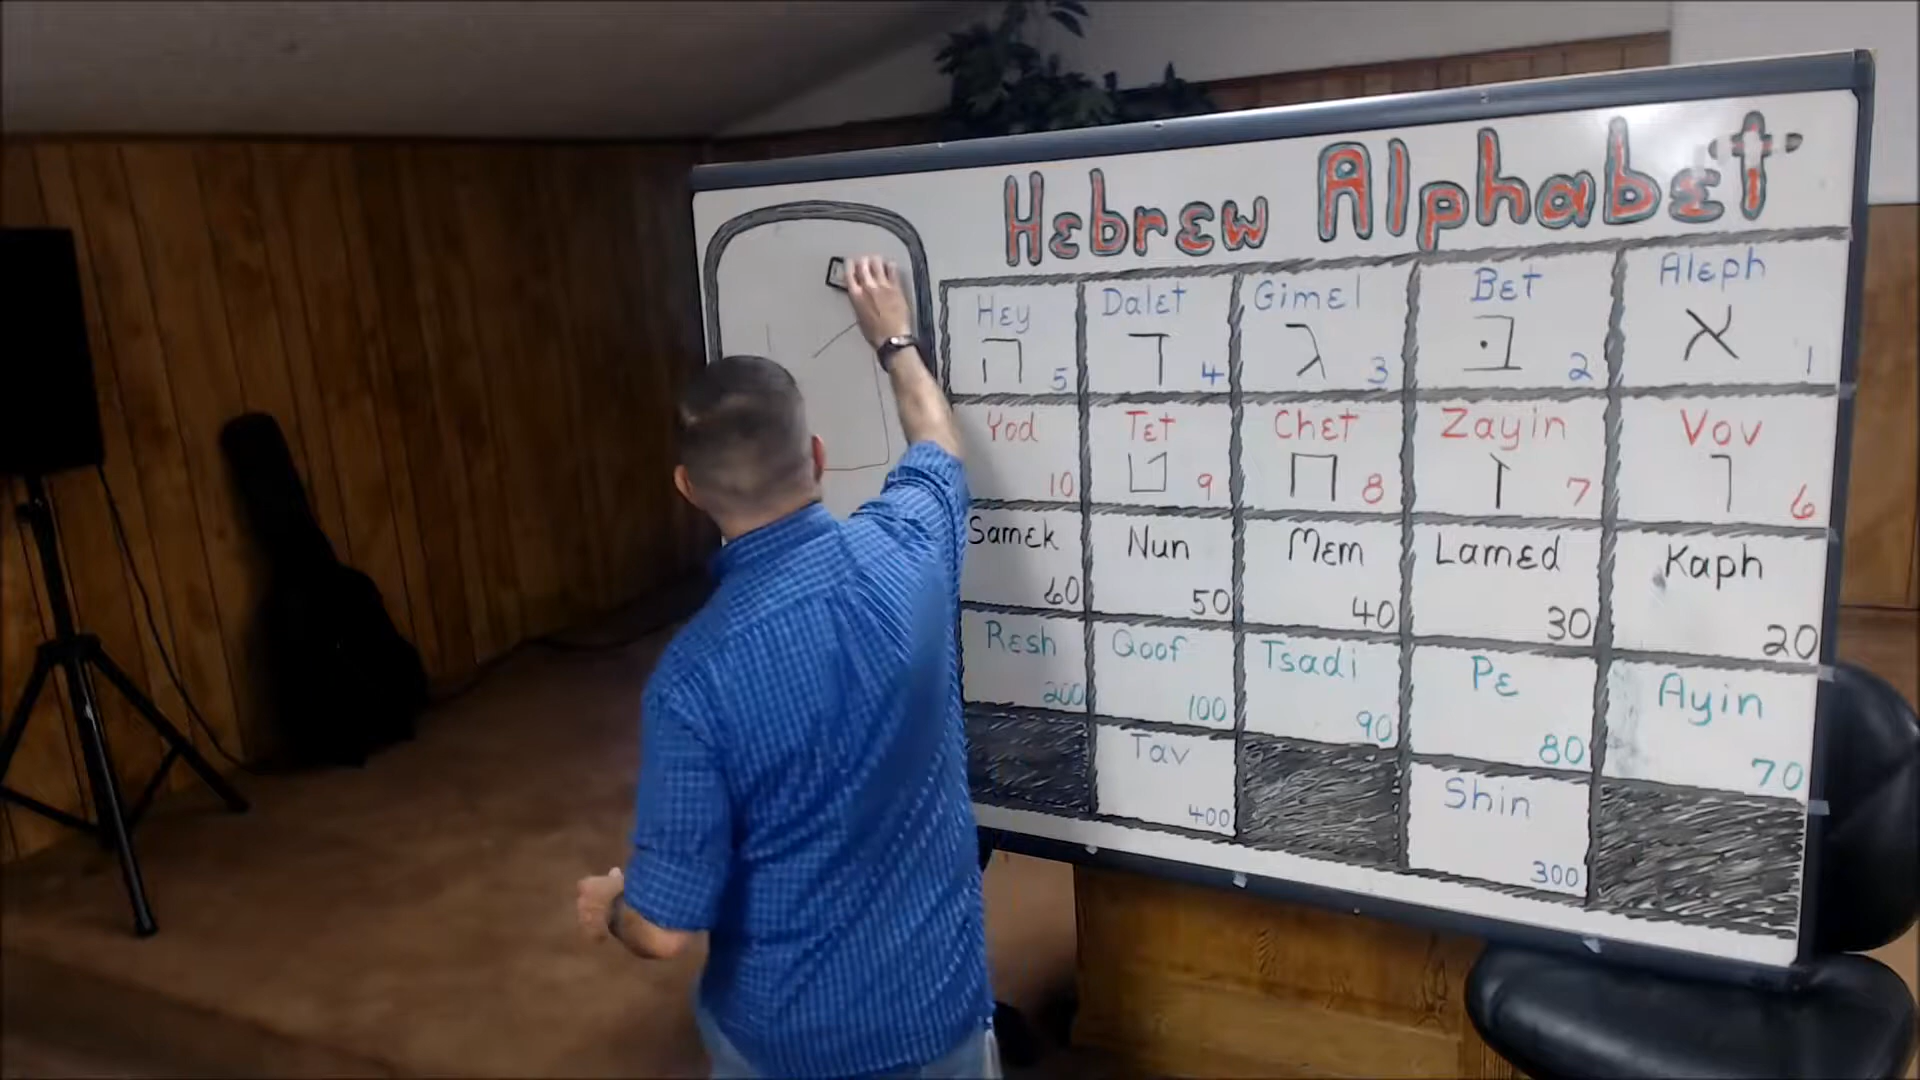 Hebrew Alphabet
Hey Dalet Gimel Bet Aleph
ה ד ג בּ א
5 4 3 2 1
Yod Tet Chet Zayin Vov
ט ח ז ו
10 9 8 7 6
Samek Nun Mem Lamed Kaph
60 50 40 30 20
Resh Qoof Tsadi Pe Ayin
200 100 90 80 70
Tav Shin
400 300